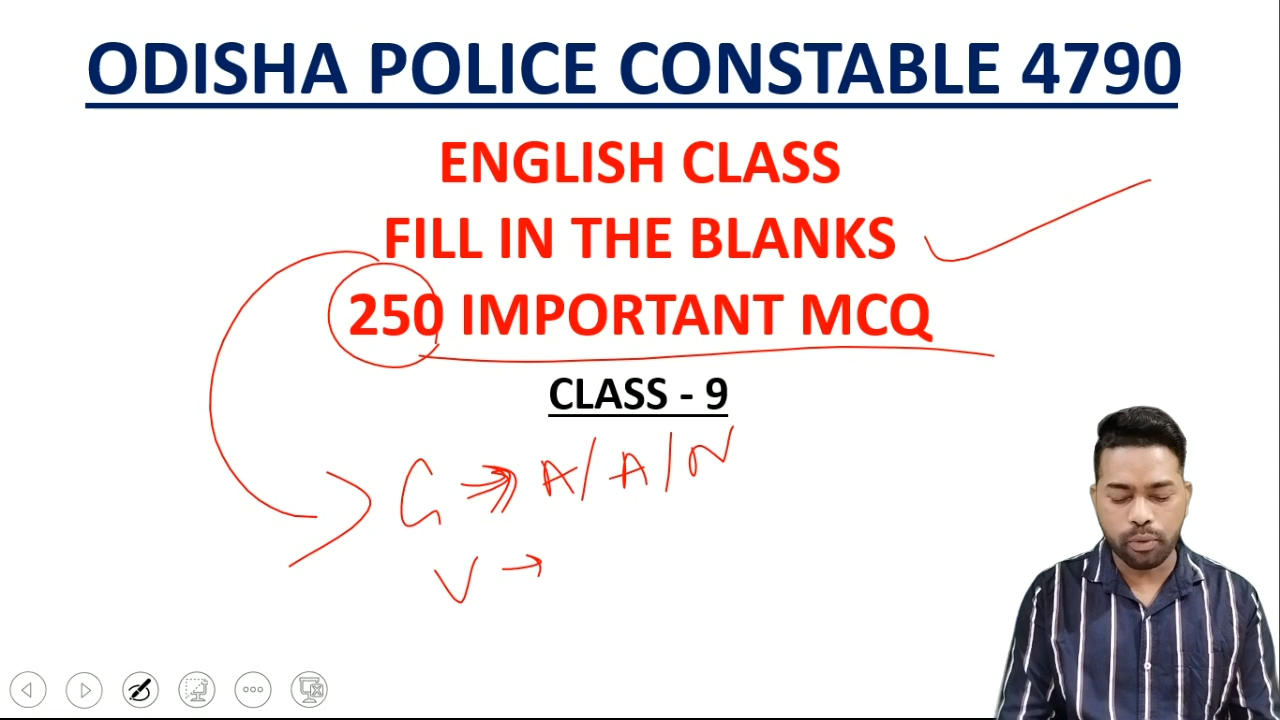 ODISHA POLICE CONSTABLE 4790
ENGLISH CLASS
FILL IN THE BLANKS
250 IMPORTANT MCQ
CLASS - 9
G → A/A/N
V →